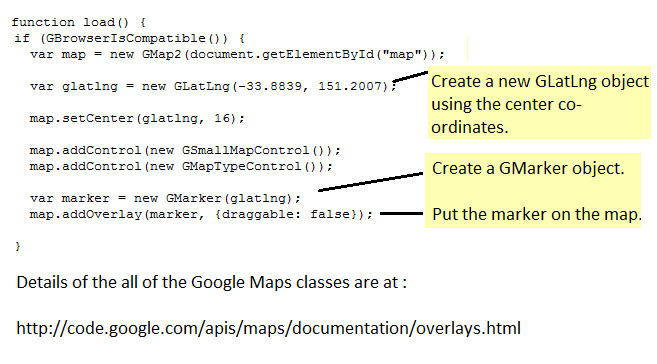 function load() {
if (GBrowserIsCompatible()) {
var map = new GMap2(document.getElementById("map"));
var glatlng = new GLatLng(-33.8839, 151.2007);
Create a new GLatLng object
using the center co-
ordinates.
map.setCenter(glatlng, 16);
map.addControl(new GSmallMapControl());
map.addControl(new GMapTypeControl());
Create a GMarker object.
var marker = new GMarker(glatlng);
map.addOverlay(marker, {draggable: false});
Put the marker on the map.
}
Details of the all of the Google Maps classes are at :
http://code.google.com/apis/maps/documentation/overlays.html